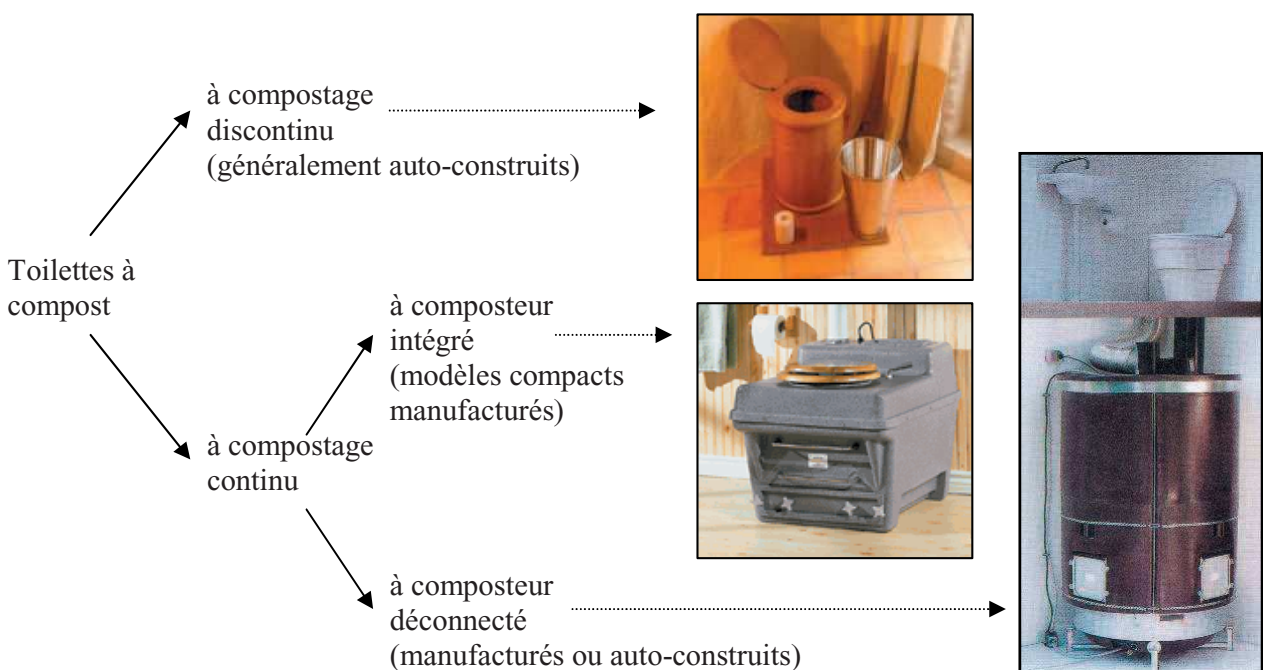 à compostage
discontinu
(généralement auto-construits)
Toilettes à
compost
à composteur
intégré
(modèles compacts
manufacturés)
à compostage
continu
à composteur
déconnecté
(manufacturés ou auto-construits)